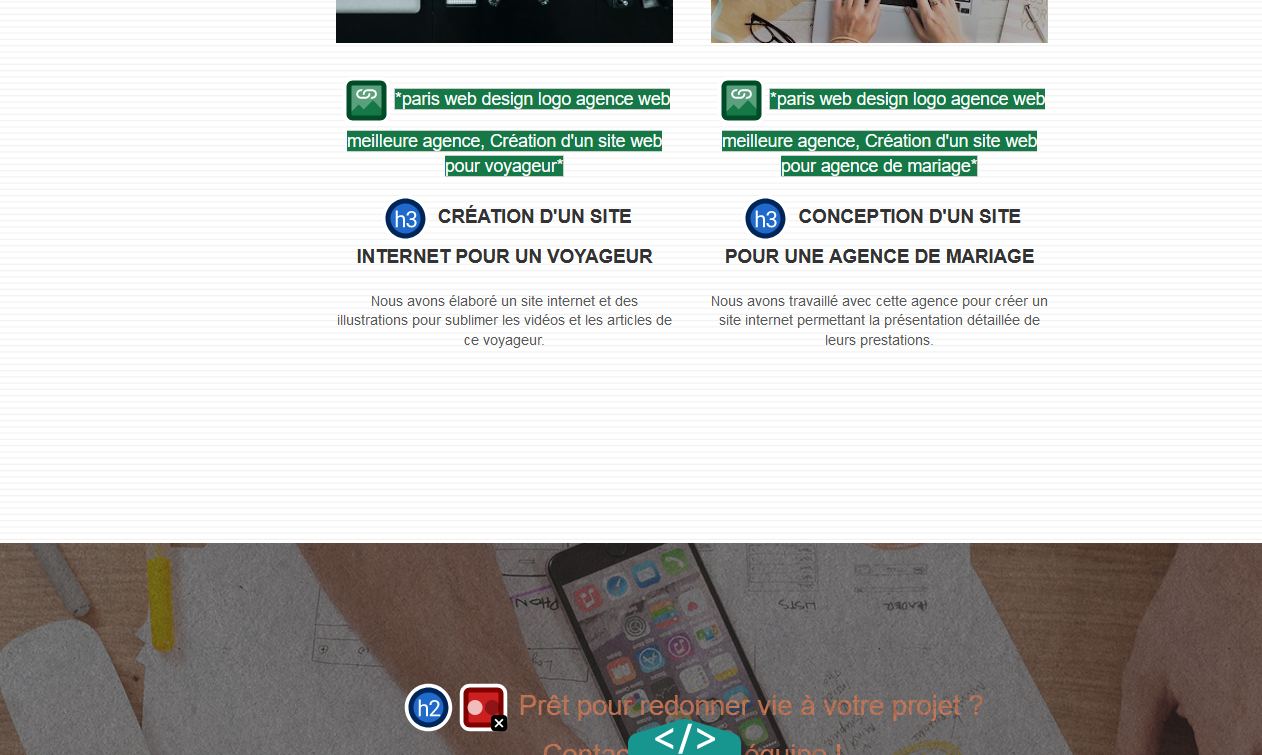 *paris web design logo agence web
meilleure agence, Création d'un site web
pour voyageur*
h3 CRÉATION D'UN SITE
INTERNET POUR UN VOYAGEUR
Nous avons élaboré un site internet et des
illustrations pour sublimer les vidéos et les articles de
ce voyageur.
*paris web design logo agence web
meilleure agence, Création d'un site web
pour agence de mariage*
h3 CONCEPTION D'UN SITE
POUR UNE AGENCE DE MARIAGE
Nous avons travaillé avec cette agence pour créer un
site internet permettant la présentation détaillée de
leurs prestations.
LISTS
HEADER
h2 Prêt pour redonner vie à votre projet ?
équipe !
</>